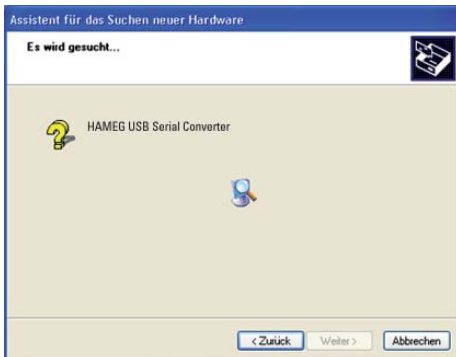 Assistent für das Suchen neuer Hardware
Es wird gesucht...
HAMEG USB Serial Converter
< Zurück Weiter > Abbrechen